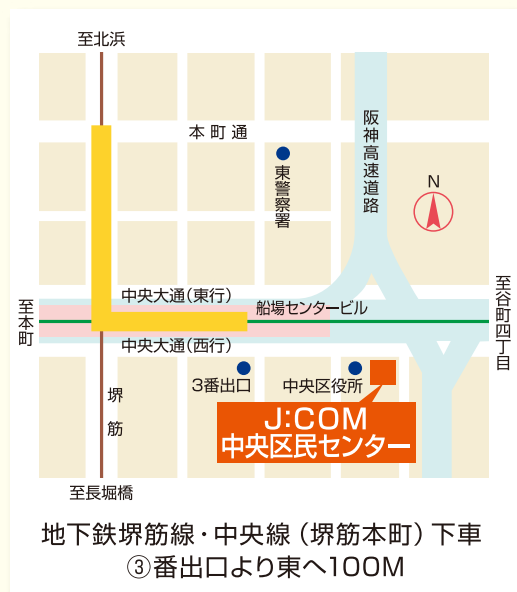 至北浜
本町通
阪神高速道路
東警察署
N
中央大通（東行）
船場センタービル
至本町
至谷町四丁目
中央大通（西行）
3番出口
中央区役所
堺筋
J:COM
中央区民センター
至長堀橋
地下鉄堺筋線・中央線（堺筋本町）下車
③番出口より東へ100M